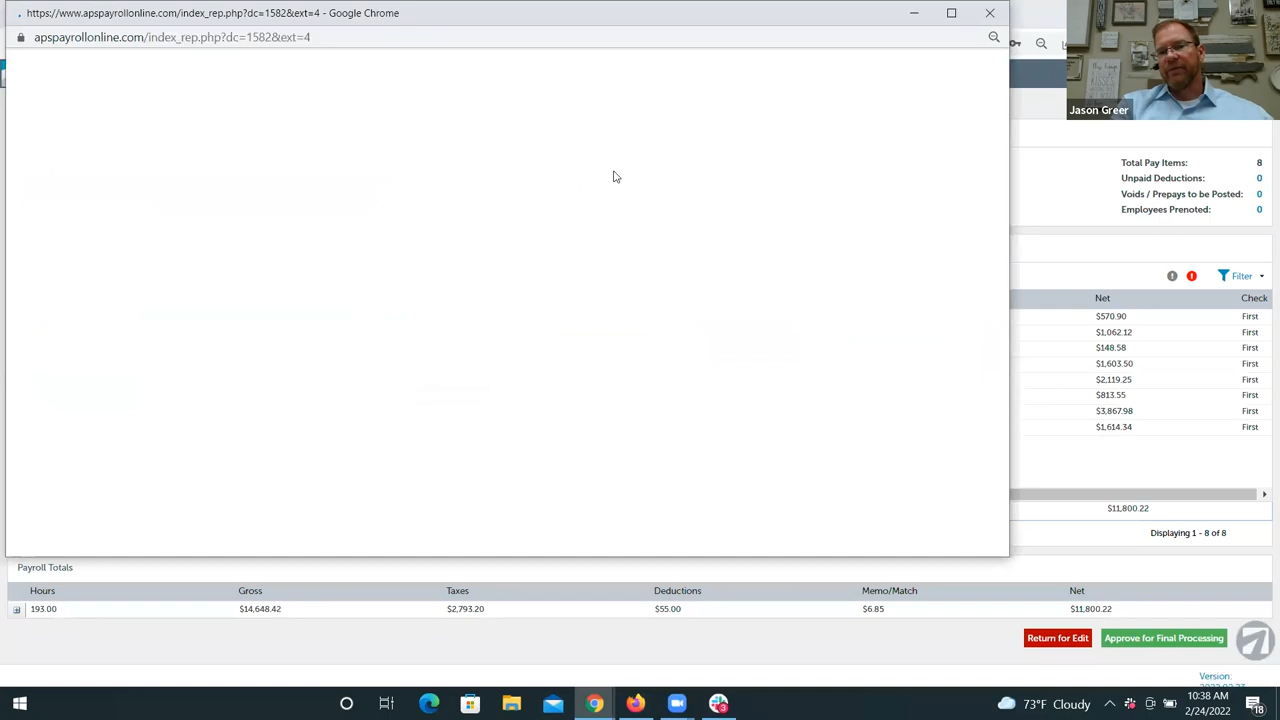 https://www.apspayrollonline.com/index_rep.php?dc=1582&ext=4 - Google Chrome
apspayrollonline.com/index_rep.php?dc=1582&ext=4
Jason Greer
Total Pay Items: 8
Unpaid Deductions: 0
Voids / Prepays to be Posted: 0
Employees Prenoted: 0
Filter
Net Check
$570.90 First
$1,062.12 First
$148.58 First
$1,603.50 First
$2,119.25 First
$813.55 First
$3,867.98 First
$1,614.34 First
$11,800.22
Displaying 1 - 8 of 8
Payroll Totals
Hours Gross Taxes Deductions Memo/Match Net
193.00 $14,648.42 $2,793.20 $55.00 $6.85 $11,800.22
Return for Edit Approve for Final Processing
Version:
73°F Cloudy
10:38 AM
2/24/2022
18
3